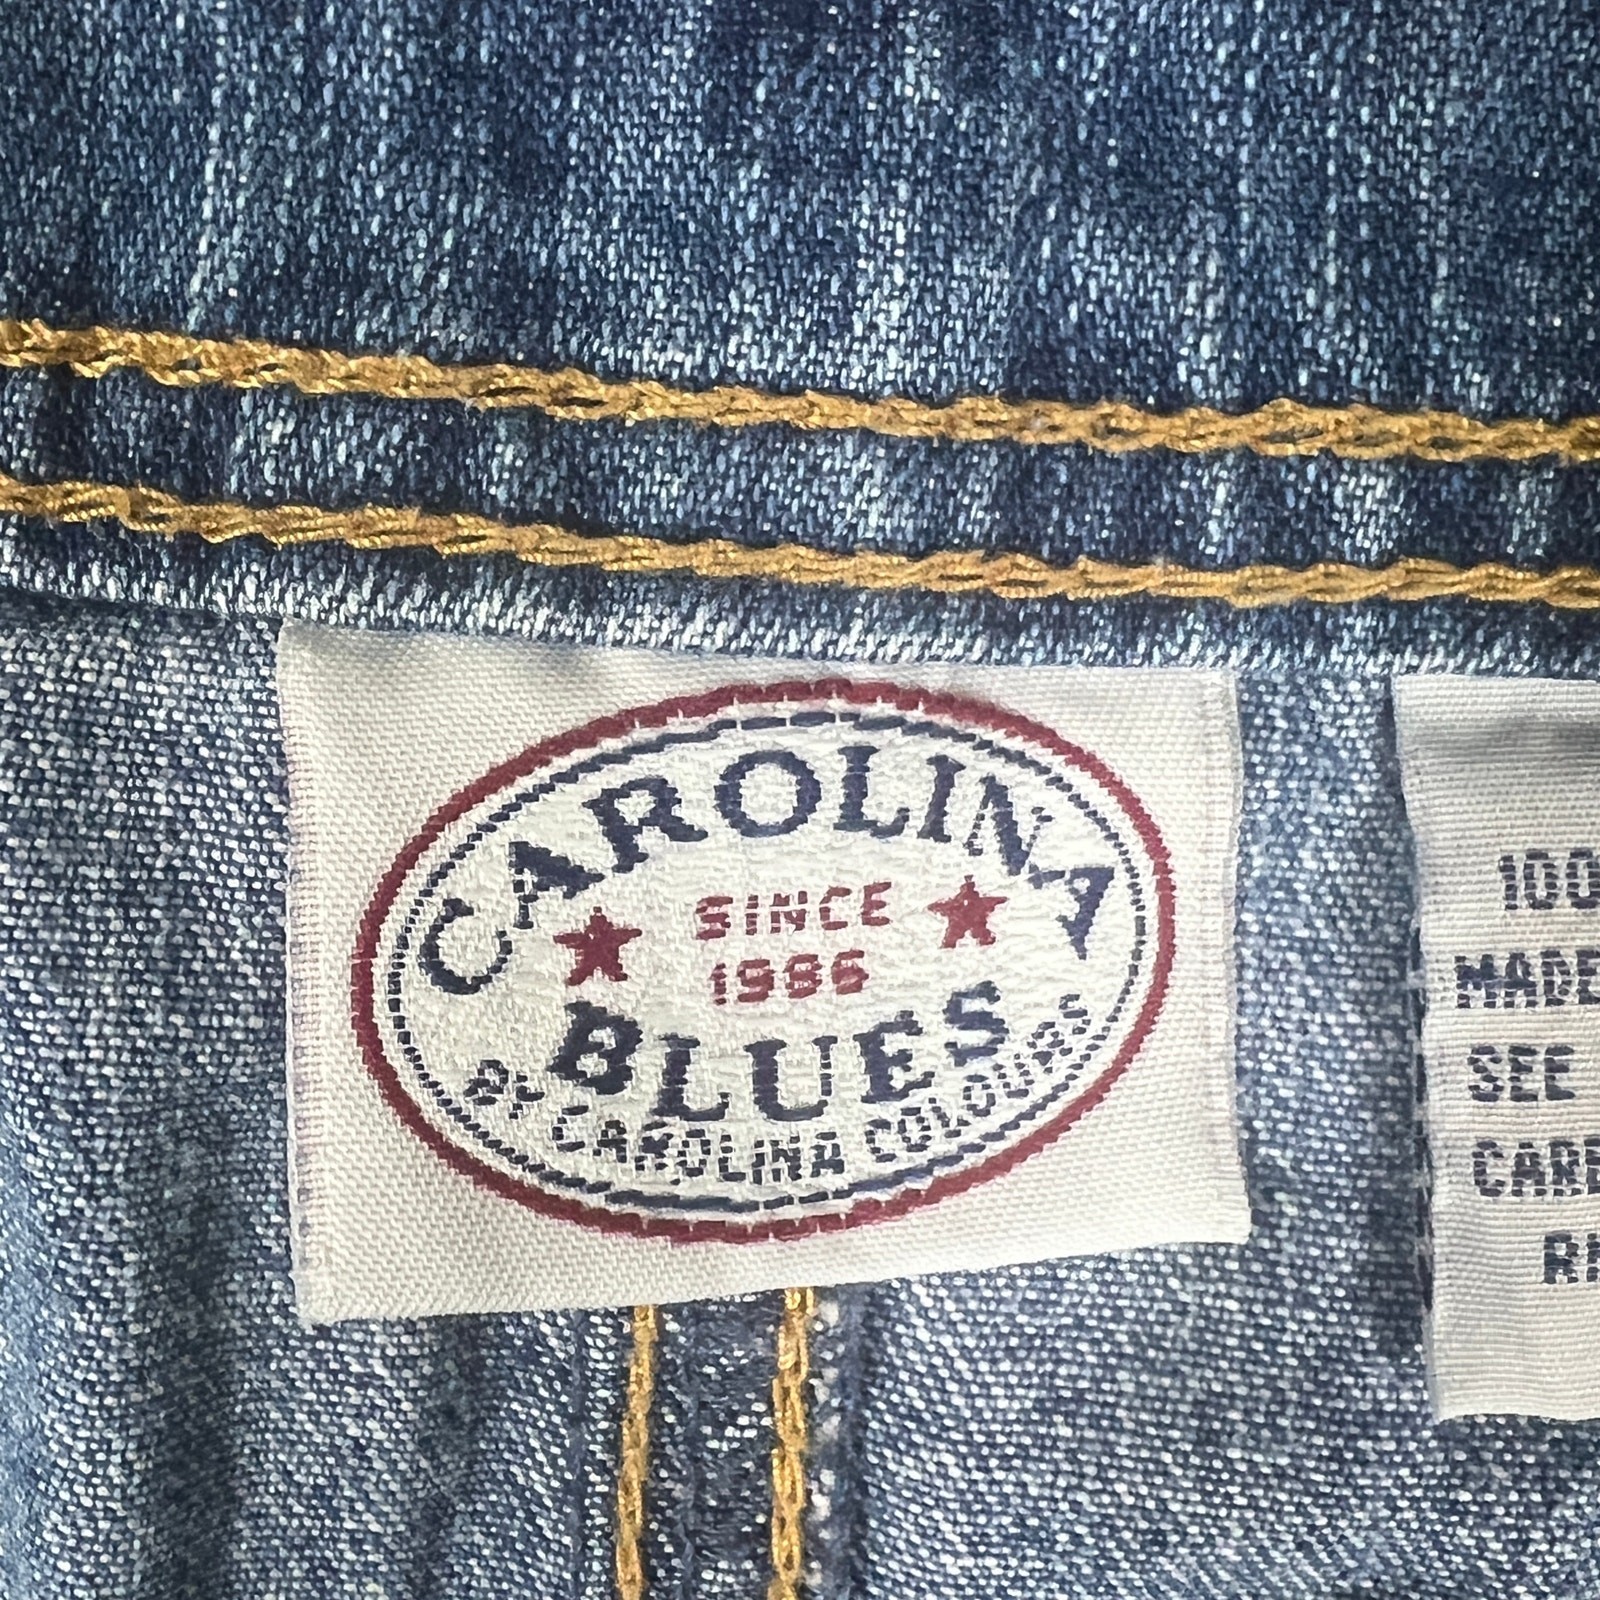 CAROLINA
SINCE
1986
BLUES
BY CAROLINA COLOURS
100
MADE
SEE
CARE